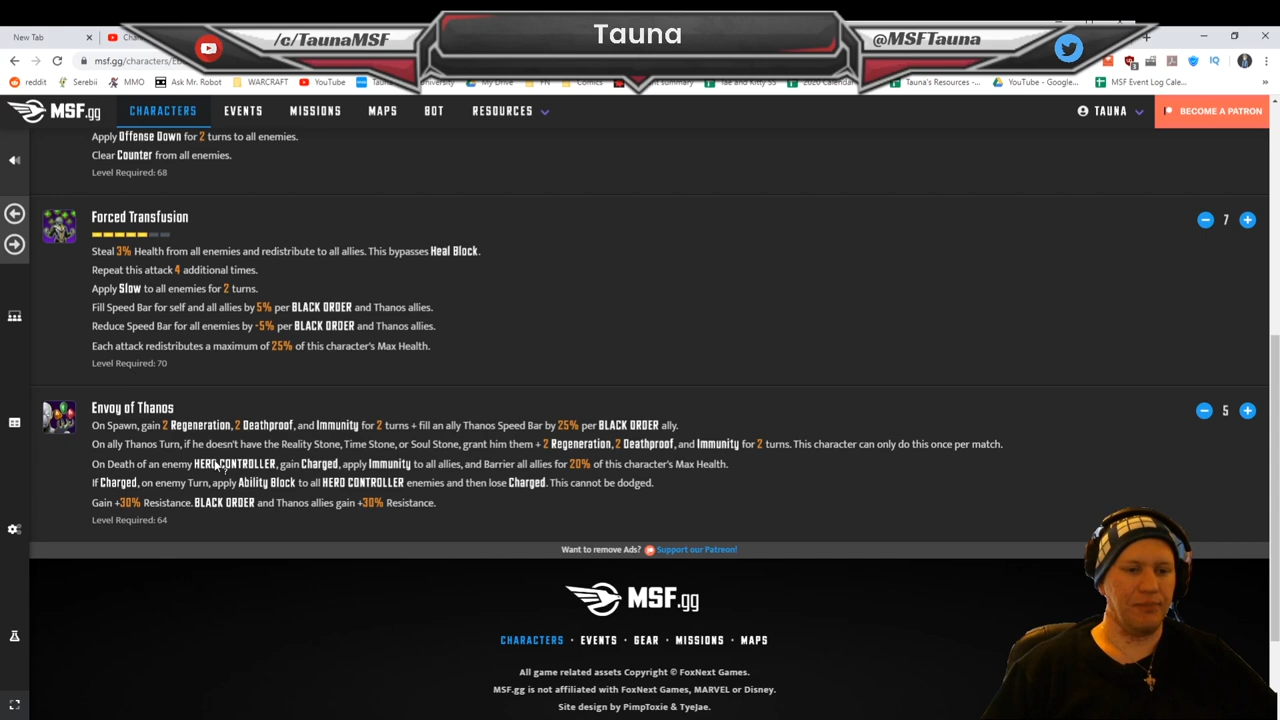 Tauna
/c/TaunaMSF
@MSFTauna
New Tab
msf.gg/characters/Eb
reddit
Serebii
MMO
Ask Mr. Robot
WARCRAFT
YouTube
My Drive
FN
Comics
2020 Calendar
Tauna's Resources -...
YouTube - Google...
MSF Event Log Cale...
MSF.gg
CHARACTERS
EVENTS
MISSIONS
MAPS
BOT
RESOURCES
TAUNA
BECOME A PATRON
Apply Offense Down for 2 turns to all enemies.
Clear Counter from all enemies.
Level Required: 68
Forced Transfusion
7
Steal 3% Health from all enemies and redistribute to all allies. This bypasses Heal Block.
Repeat this attack 4 additional times.
Apply Slow to all enemies for 2 turns.
Fill Speed Bar for self and all allies by 5% per BLACK ORDER and Thanos allies.
Reduce Speed Bar for all enemies by -5% per BLACK ORDER and Thanos allies.
Each attack redistributes a maximum of 25% of this character's Max Health.
Level Required: 70
Envoy of Thanos
5
On Spawn, gain 2 Regeneration, 2 Deathproof, and Immunity for 2 turns + fill an ally Thanos Speed Bar by 25% per BLACK ORDER ally.
On ally Thanos Turn, if he doesn't have the Reality Stone, Time Stone, or Soul Stone, grant him them + 2 Regeneration, 2 Deathproof, and Immunity for 2 turns. This character can only do this once per match.
On Death of an enemy HERO CONTROLLER, gain Charged, apply Immunity to all allies, and Barrier all allies for 20% of this character's Max Health.
If Charged, on enemy Turn, apply Ability Block to all HERO CONTROLLER enemies and then lose Charged. This cannot be dodged.
Gain +30% Resistance. BLACK ORDER and Thanos allies gain +30% Resistance.
Level Required: 64
Want to remove Ads? Support our Patreon!
MSF.gg
CHARACTERS · EVENTS · GEAR · MISSIONS · MAPS
All game related assets Copyright © FoxNext Games.
MSF.gg is not affiliated with FoxNext Games, MARVEL or Disney.
Site design by PimpToxie & TyeJae.